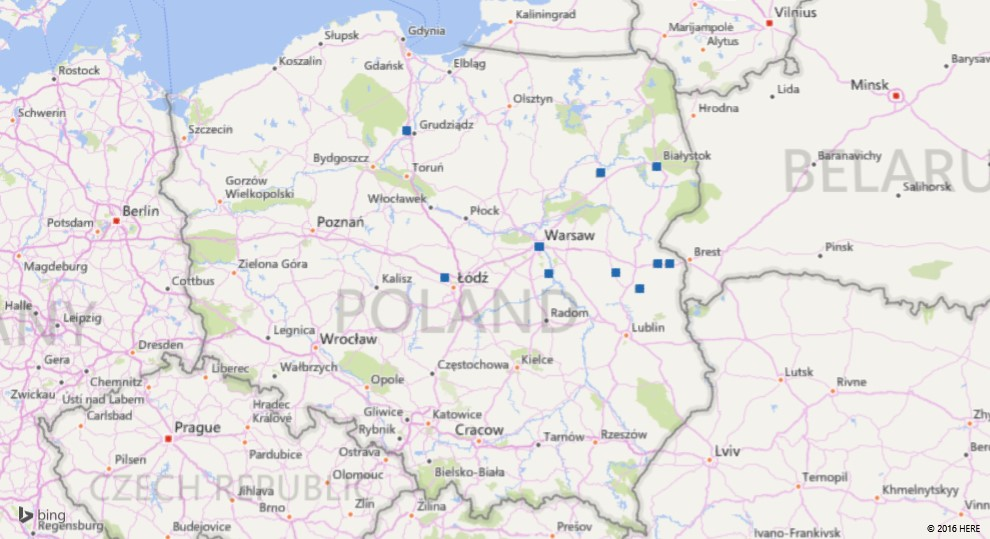 Kaliningrad
Vilnius
Słupsk
Gdynia
Marijampolė
Alytus
Koszalin
Gdańsk
Elbląg
Barysaw
Rostock
Minsk
Lida
Olsztyn
Hrodna
Schwerin
Szczecin
Grudziądz
Białystok
Baranavichy
BELARU
Bydgoszcz
Toruń
Gorzów
Wielkopolski
Salihorsk
Włocławek
Płock
Berlin
Potsdam
Poznań
Warsaw
Brest
Pinsk
Magdeburg
Zielona Góra
Cottbus
Kalisz
Łódź
Halle
Leipzig
ANY
POLAND
Radom
Lublin
Legnica
Wrocław
Dresden
Gera
Liberec
Wałbrzych
Częstochowa
Kielce
Lutsk
Rivne
Chemnitz
Opole
Zwickau
Ústí nad Labem
Carlsbad
Hradec
Králové
Gliwice
Katowice
Zhy
Prague
Rybnik
Cracow
Tarnów
Rzeszów
Pardubice
Ostrava
Lviv
Ber
Pilsen
Olomouc
Bielsko-Biała
Ternopil
CZECH REPUBLI
Jihlava
Khmelnytskyy
Brno
Zlín
Žilina
Vinn
bing
Regensburg
Budejovice
Prešov
Ivano-Frankivsk
© 2016 HERE